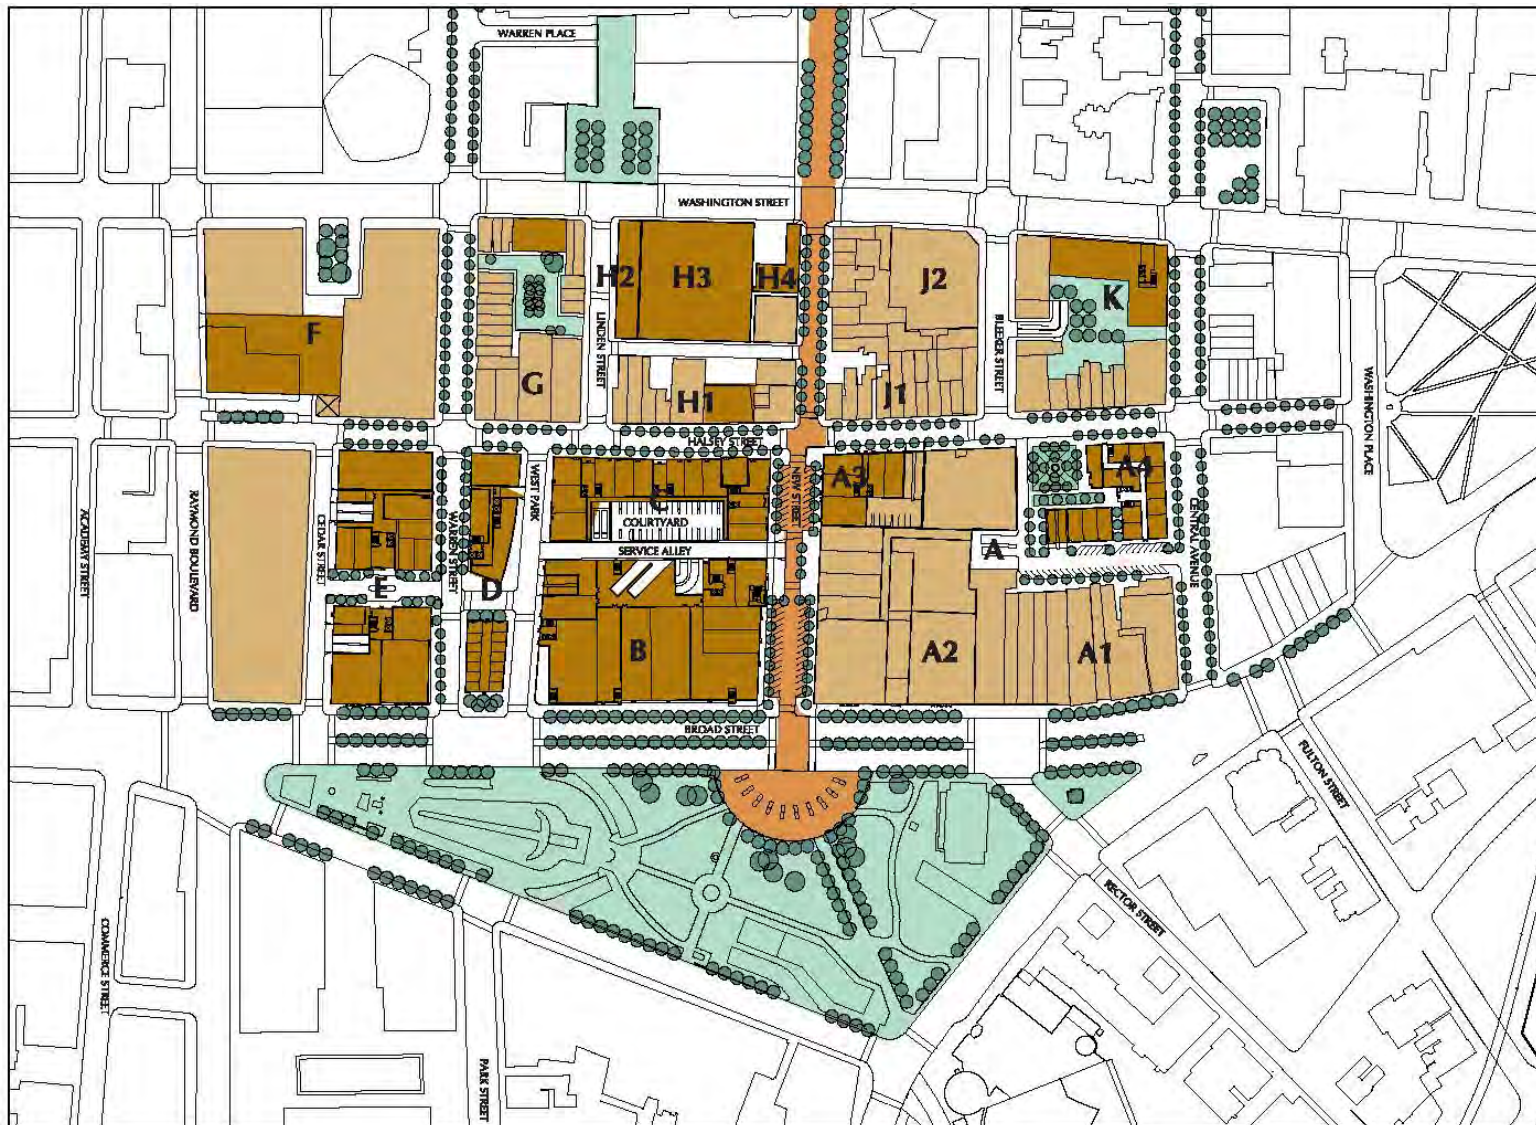 WARREN PLACE
WASHINGTON STREET
H2
H3
H4
J2
K
F
LINDEN STREET
BLEEKER STREET
G
H1
J1
WASHINGTON PLACE
HALSEY STREET
A3
A4
ACADEMY STREET
RAYMOND BOULEVARD
CEDAR STREET
WARREN STREET
WEST PARK
C
COURTYARD
NEW STREET
CENTRAL AVENUE
SERVICE ALLEY
A
E
D
B
A2
A1
BROAD STREET
FULTON STREET
RECTOR STREET
COMMERCE STREET
PARK STREET